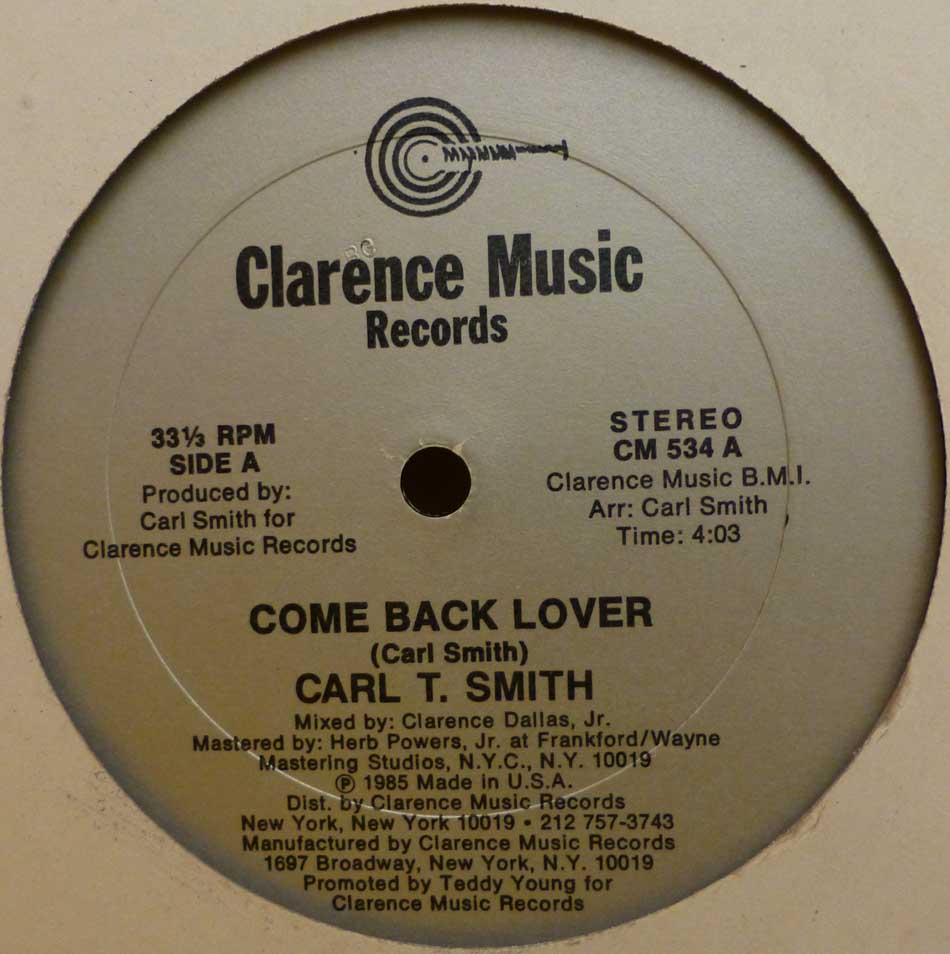 Clarence Music
Records
33⅓ RPM
SIDE A
Produced by:
Carl Smith for
Clarence Music Records
STEREO
CM 534 A
Clarence Music B.M.I.
Arr: Carl Smith
Time: 4:03
COME BACK LOVER
(Carl Smith)
CARL T. SMITH
Mixed by: Clarence Dallas, Jr.
Mastered by: Herb Powers, Jr. at Frankford/Wayne
Mastering Studios, N.Y.C., N.Y. 10019
℗ 1985 Made in U.S.A.
Dist. by Clarence Music Records
New York, New York 10019 • 212 757-3743
Manufactured by Clarence Music Records
1697 Broadway, New York, N.Y. 10019
Promoted by Teddy Young for
Clarence Music Records